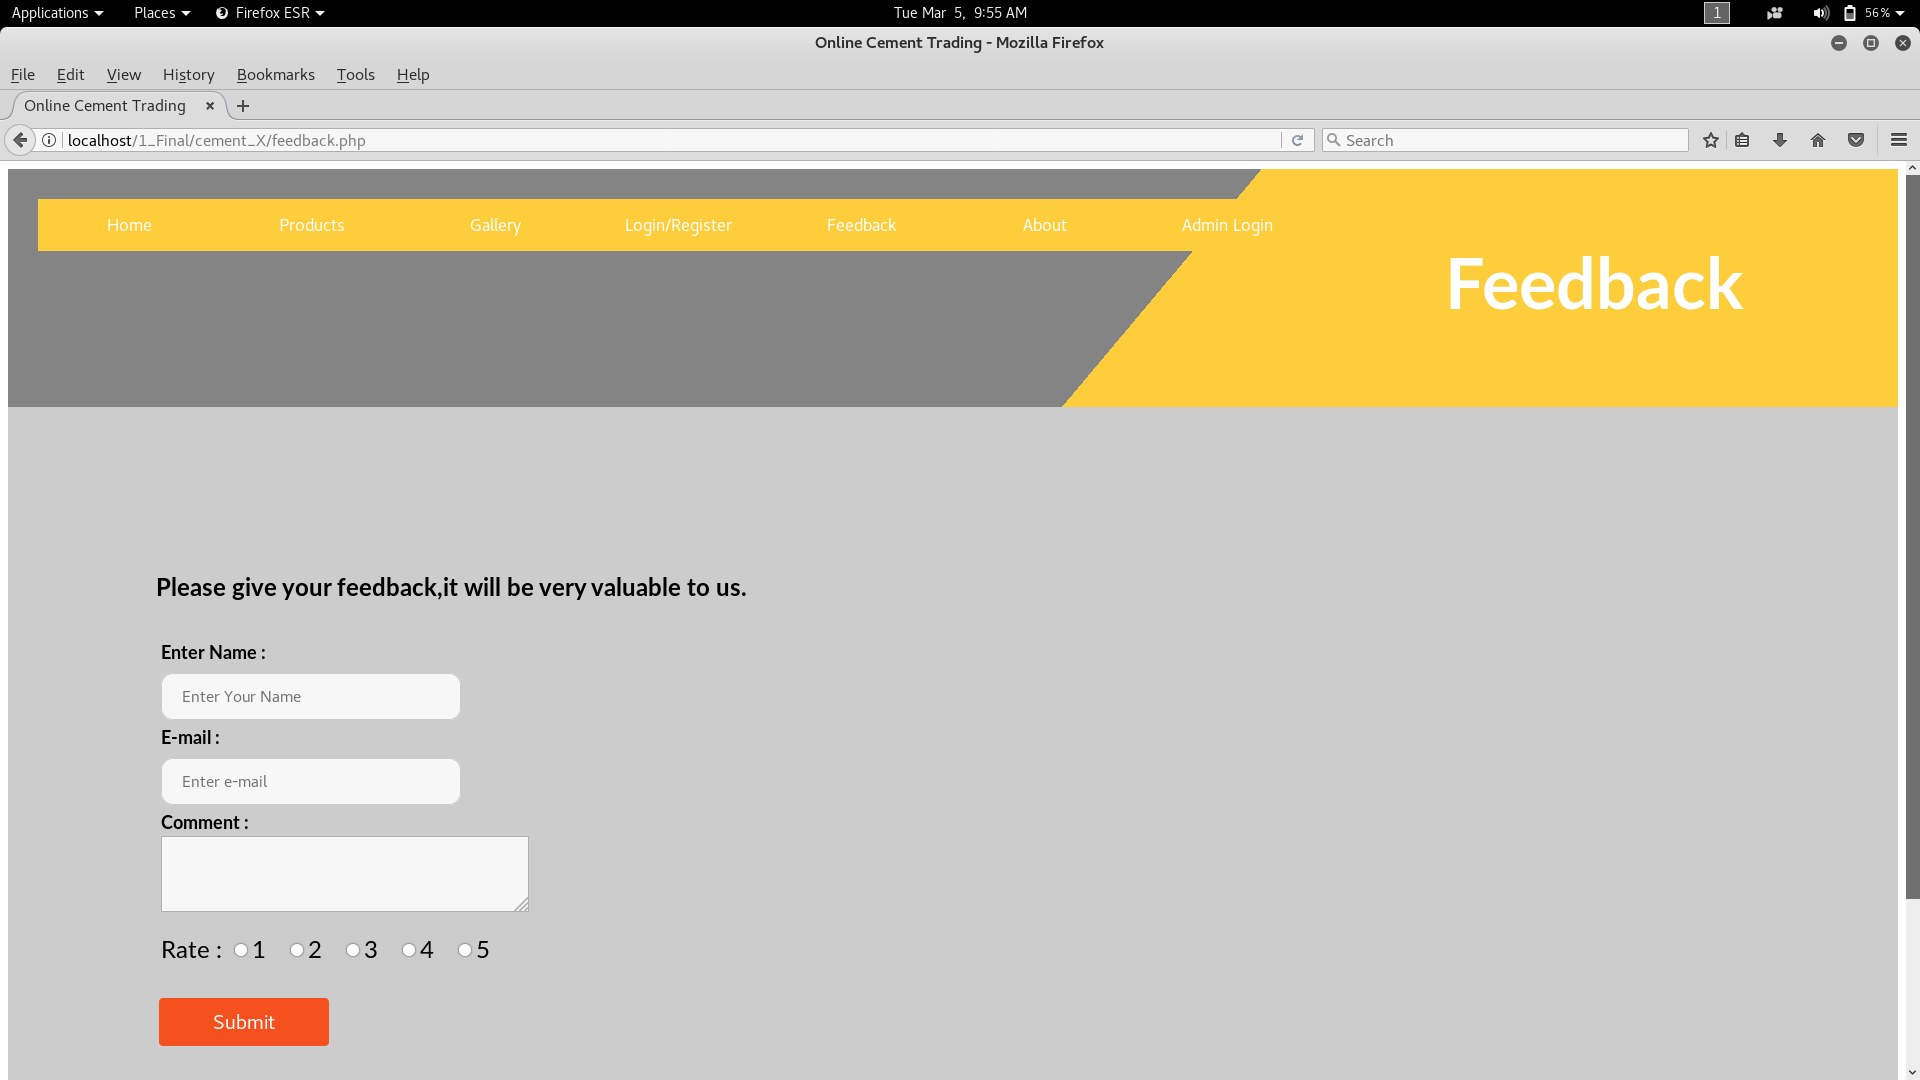 Applications Places Firefox ESR Tue Mar 5, 9:55 AM 1 56%
Online Cement Trading - Mozilla Firefox
File Edit View History Bookmarks Tools Help
Online Cement Trading
localhost/1_Final/cement_X/feedback.php Search
Home Products Gallery Login/Register Feedback About Admin Login
Feedback
Please give your feedback,it will be very valuable to us.
Enter Name :
Enter Your Name
E-mail :
Enter e-mail
Comment :
Rate : 1 2 3 4 5
Submit